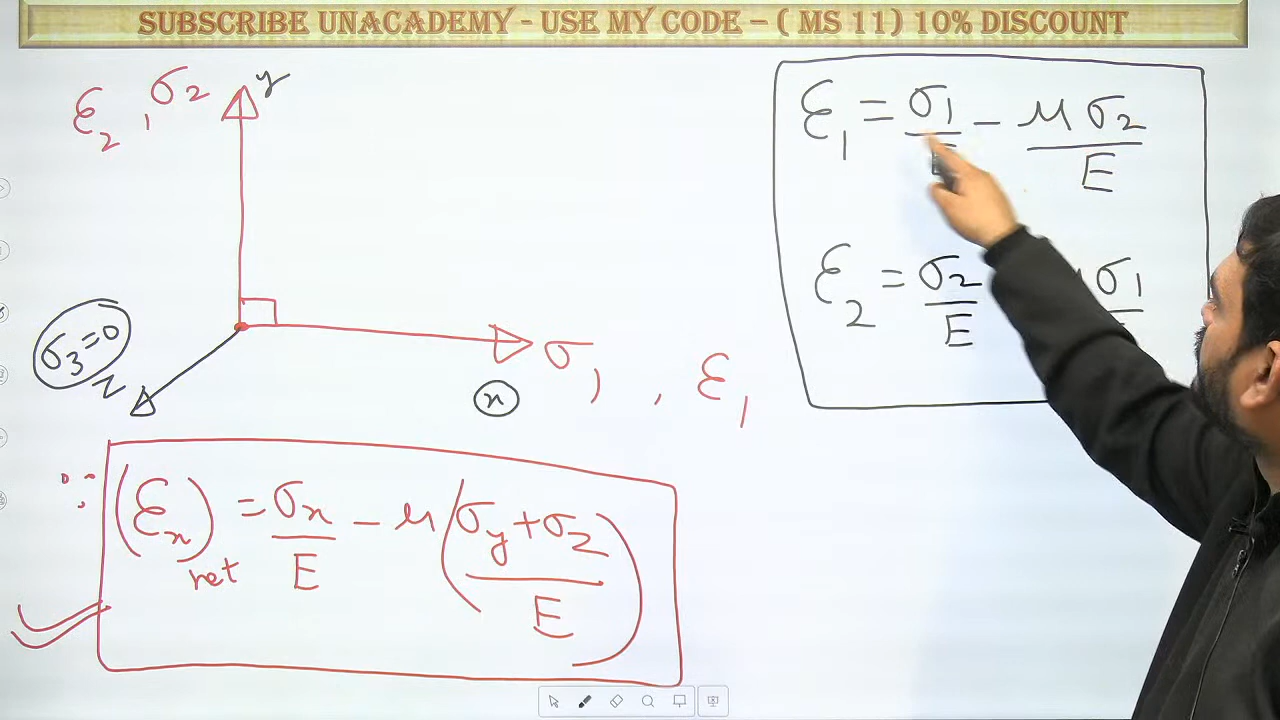 SUBSCRIBE UNACADEMY - USE MY CODE – ( MS 11) 10% DISCOUNT
ε₂ , σ₂
y
σ₃=0
z
x
σ₁ , ε₁
∵ (εx)net = σx/E - μ(σy+σz/E)
ε₁ = σ₁/E - μσ₂/E
ε₂ = σ₂/E μσ₁